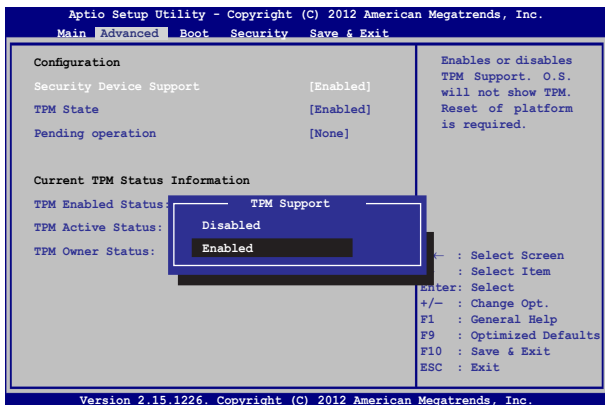 Aptio Setup Utility - Copyright (C) 2012 American Megatrends, Inc.
Main Advanced Boot Security Save & Exit
Configuration
Security Device Support [Enabled]
TPM State [Enabled]
Pending operation [None]
Current TPM Status Information
TPM Enabled Status:
TPM Active Status:
TPM Owner Status:
TPM Support
Disabled
Enabled
Enables or disables
TPM Support. O.S.
will not show TPM.
Reset of platform
is required.
← : Select Screen
: Select Item
Enter: Select
+/— : Change Opt.
F1 : General Help
F9 : Optimized Defaults
F10 : Save & Exit
ESC : Exit
Version 2.15.1226. Copyright (C) 2012 American Megatrends, Inc.